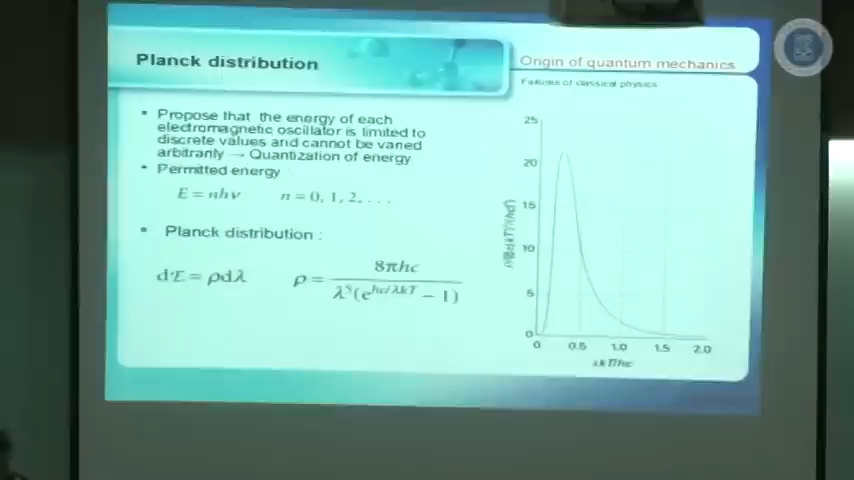 Planck distribution
Origin of quantum mechanics
Failures of classical physics
• Propose that the energy of each
electromagnetic oscillator is limited to
discrete values and cannot be varied
arbitrarily → Quantization of energy
• Permitted energy
E = nhν n = 0, 1, 2, . . .
• Planck distribution :
dℰ = ρdλ ρ = 8πhc / λ⁵(e^hc/λkT − 1)
25
20
15
10
5
0
0 0.5 1.0 1.5 2.0
λkT/hc